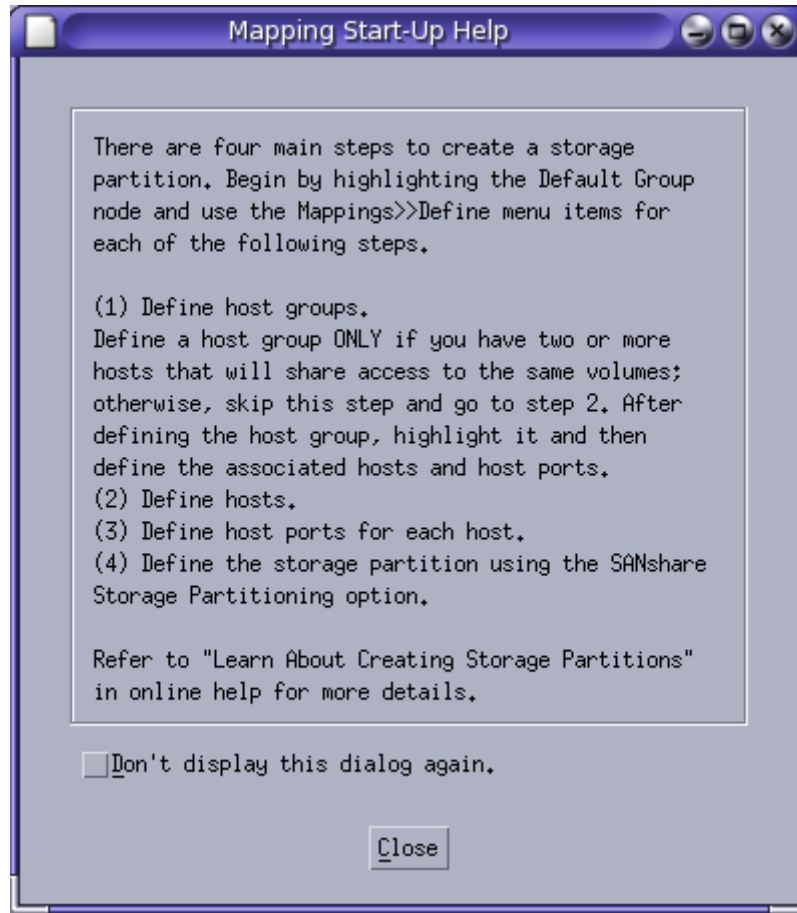 Mapping Start-Up Help
There are four main steps to create a storage
partition. Begin by highlighting the Default Group
node and use the Mappings>>Define menu items for
each of the following steps.
(1) Define host groups.
Define a host group ONLY if you have two or more
hosts that will share access to the same volumes;
otherwise, skip this step and go to step 2. After
defining the host group, highlight it and then
define the associated hosts and host ports.
(2) Define hosts.
(3) Define host ports for each host.
(4) Define the storage partition using the SANshare
Storage Partitioning option.
Refer to "Learn About Creating Storage Partitions"
in online help for more details.
Don't display this dialog again.
Close